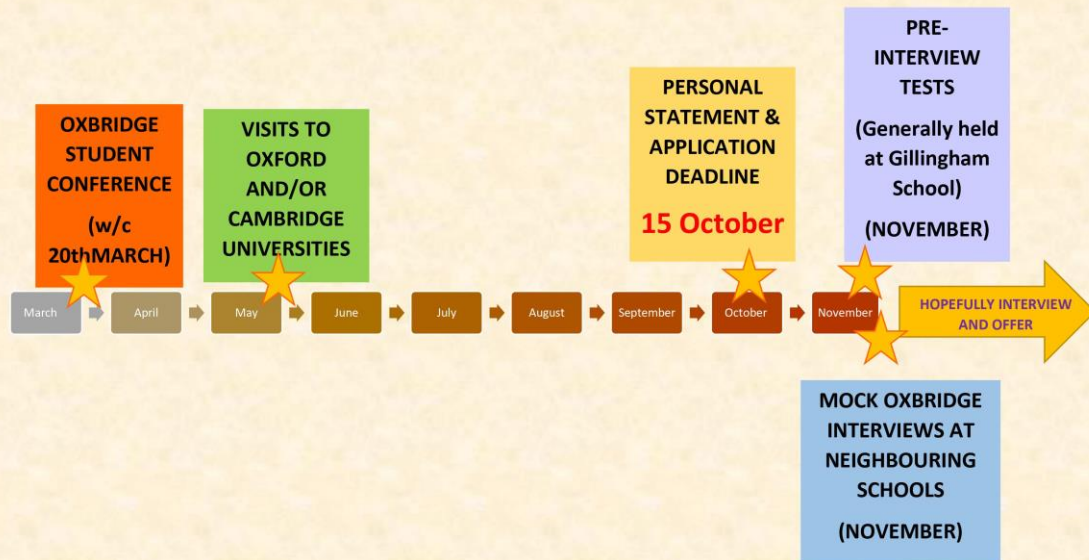 OXBRIDGE
STUDENT
CONFERENCE
(w/c
20thMARCH)
VISITS TO
OXFORD
AND/OR
CAMBRIDGE
UNIVERSITIES
PERSONAL
STATEMENT &
APPLICATION
DEADLINE
15 October
PRE-
INTERVIEW
TESTS
(Generally held
at Gillingham
School)
(NOVEMBER)
March
April
May
June
July
August
September
October
November
HOPEFULLY INTERVIEW
AND OFFER
MOCK OXBRIDGE
INTERVIEWS AT
NEIGHBOURING
SCHOOLS
(NOVEMBER)